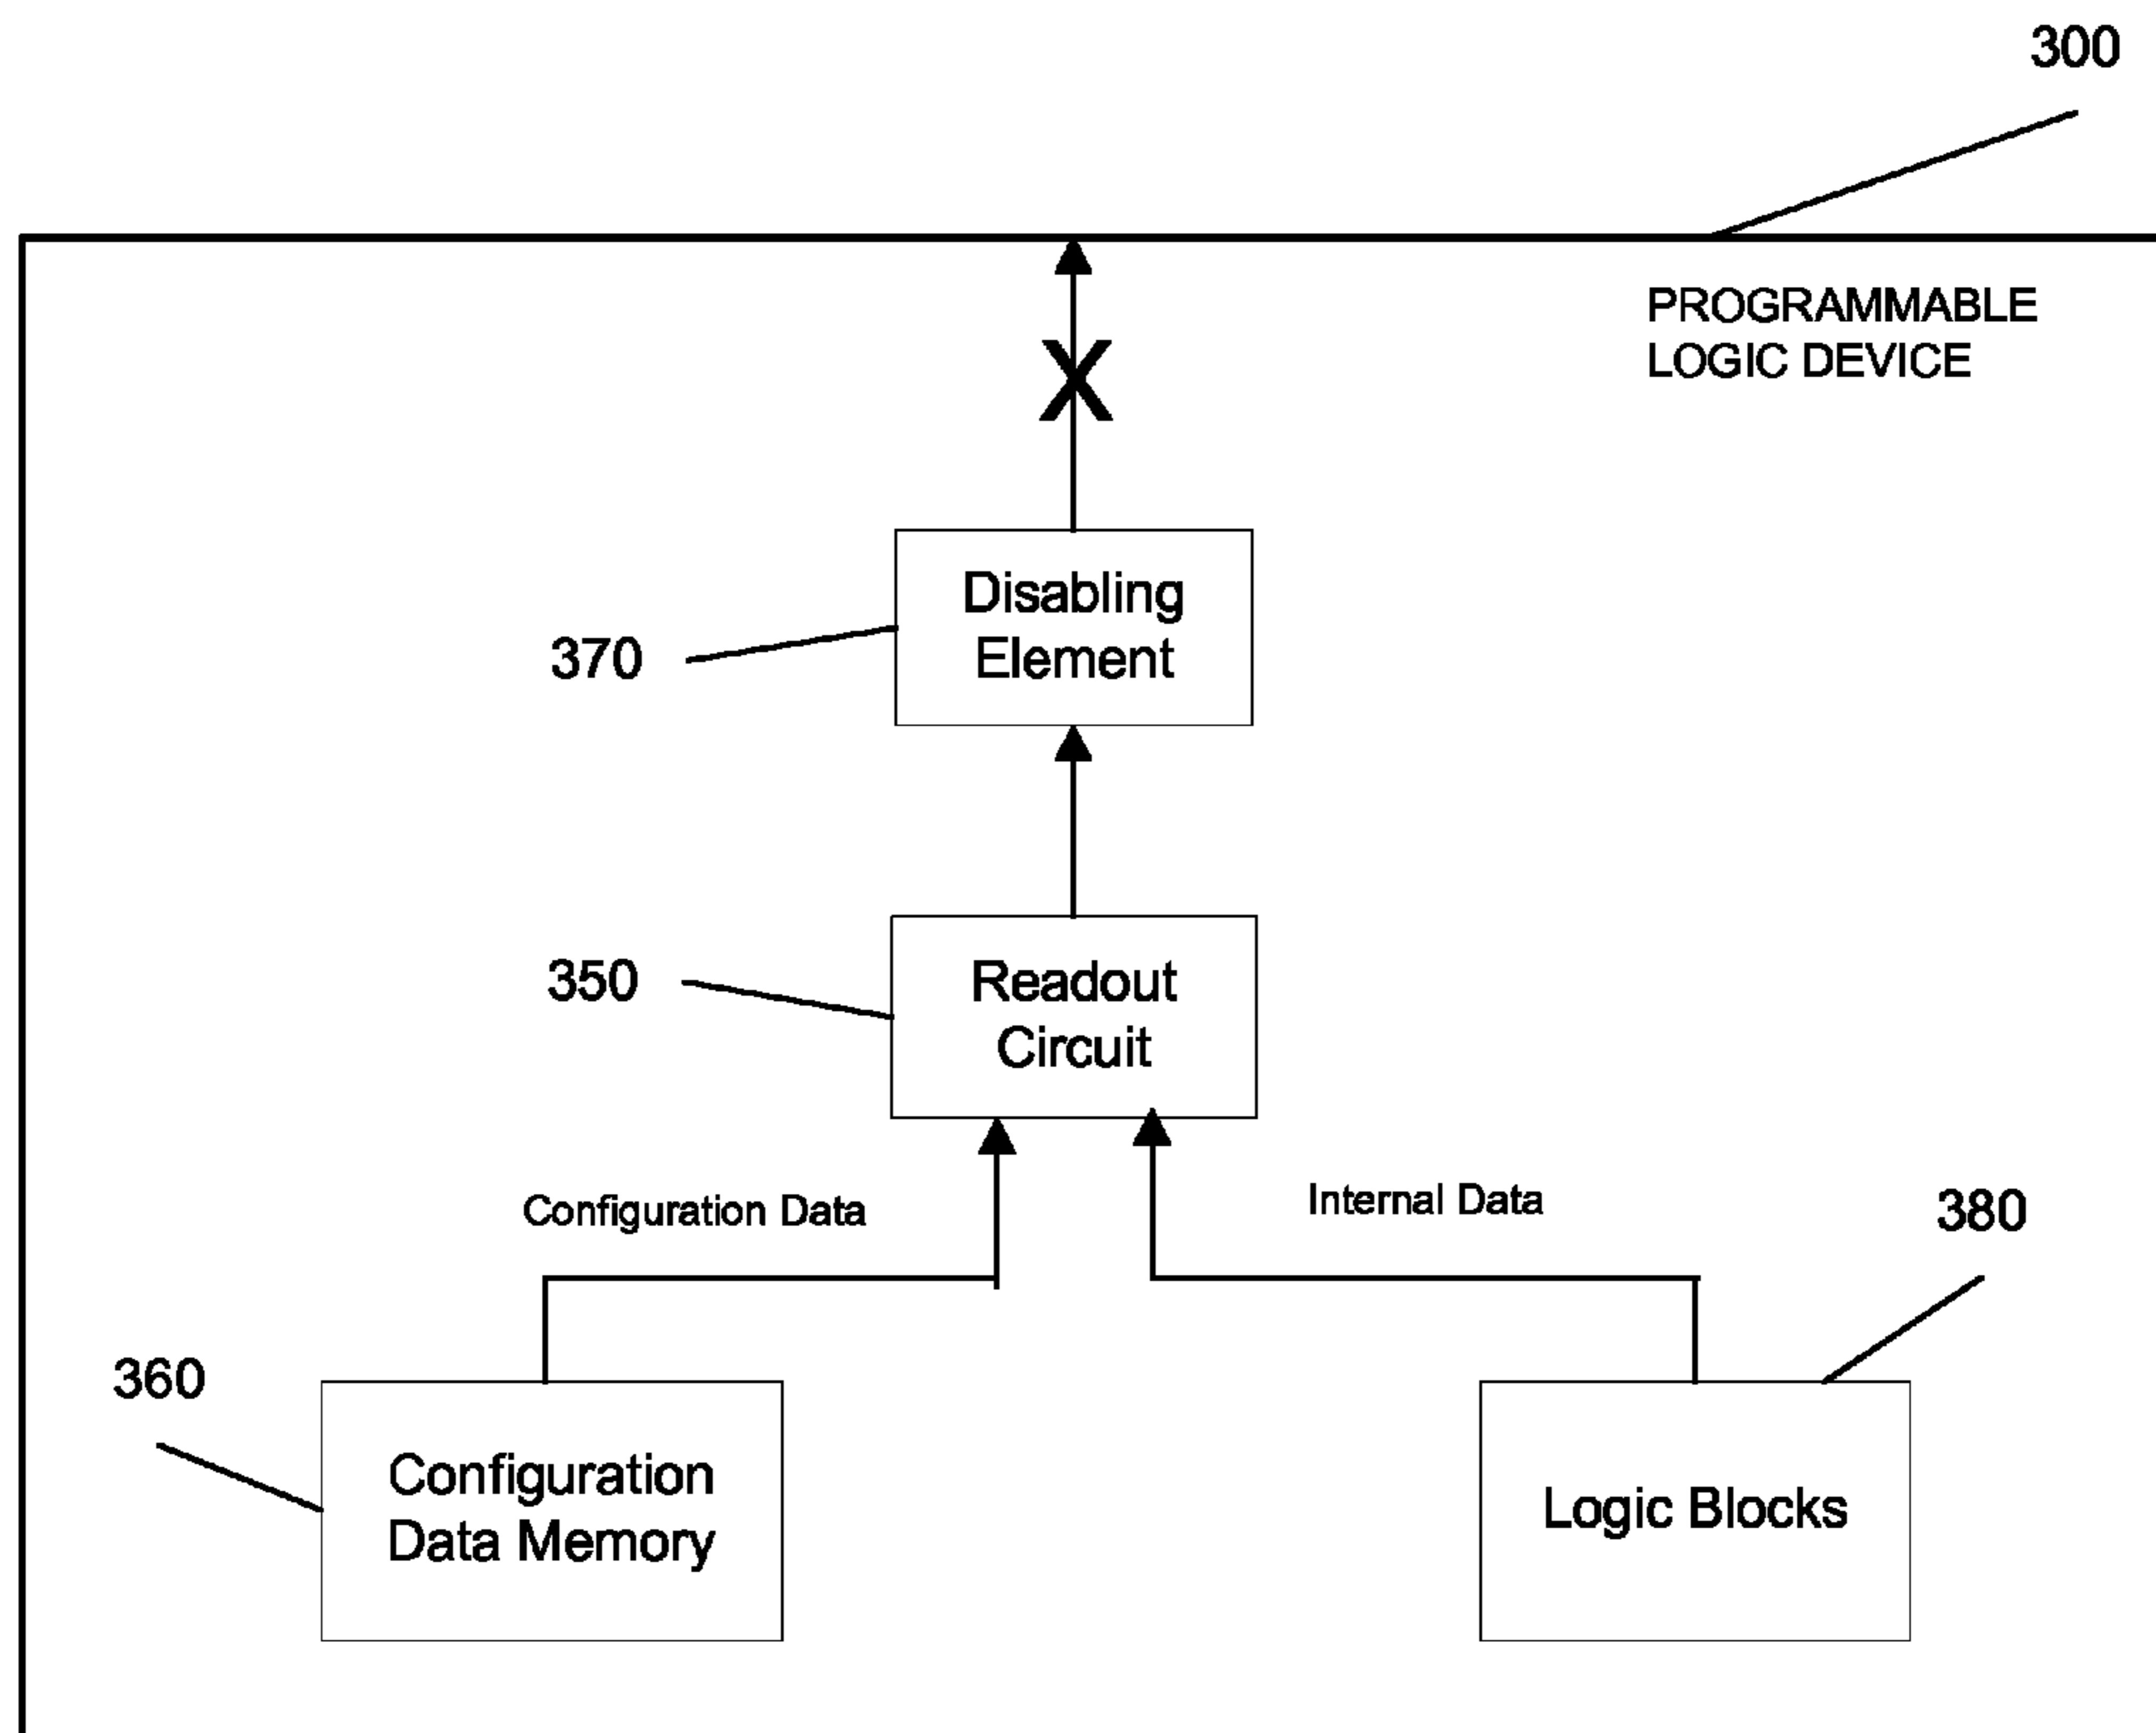 300
PROGRAMMABLE
LOGIC DEVICE
X
Disabling
Element
370
Readout
Circuit
350
Configuration Data
Internal Data
380
360
Configuration
Data Memory
Logic Blocks